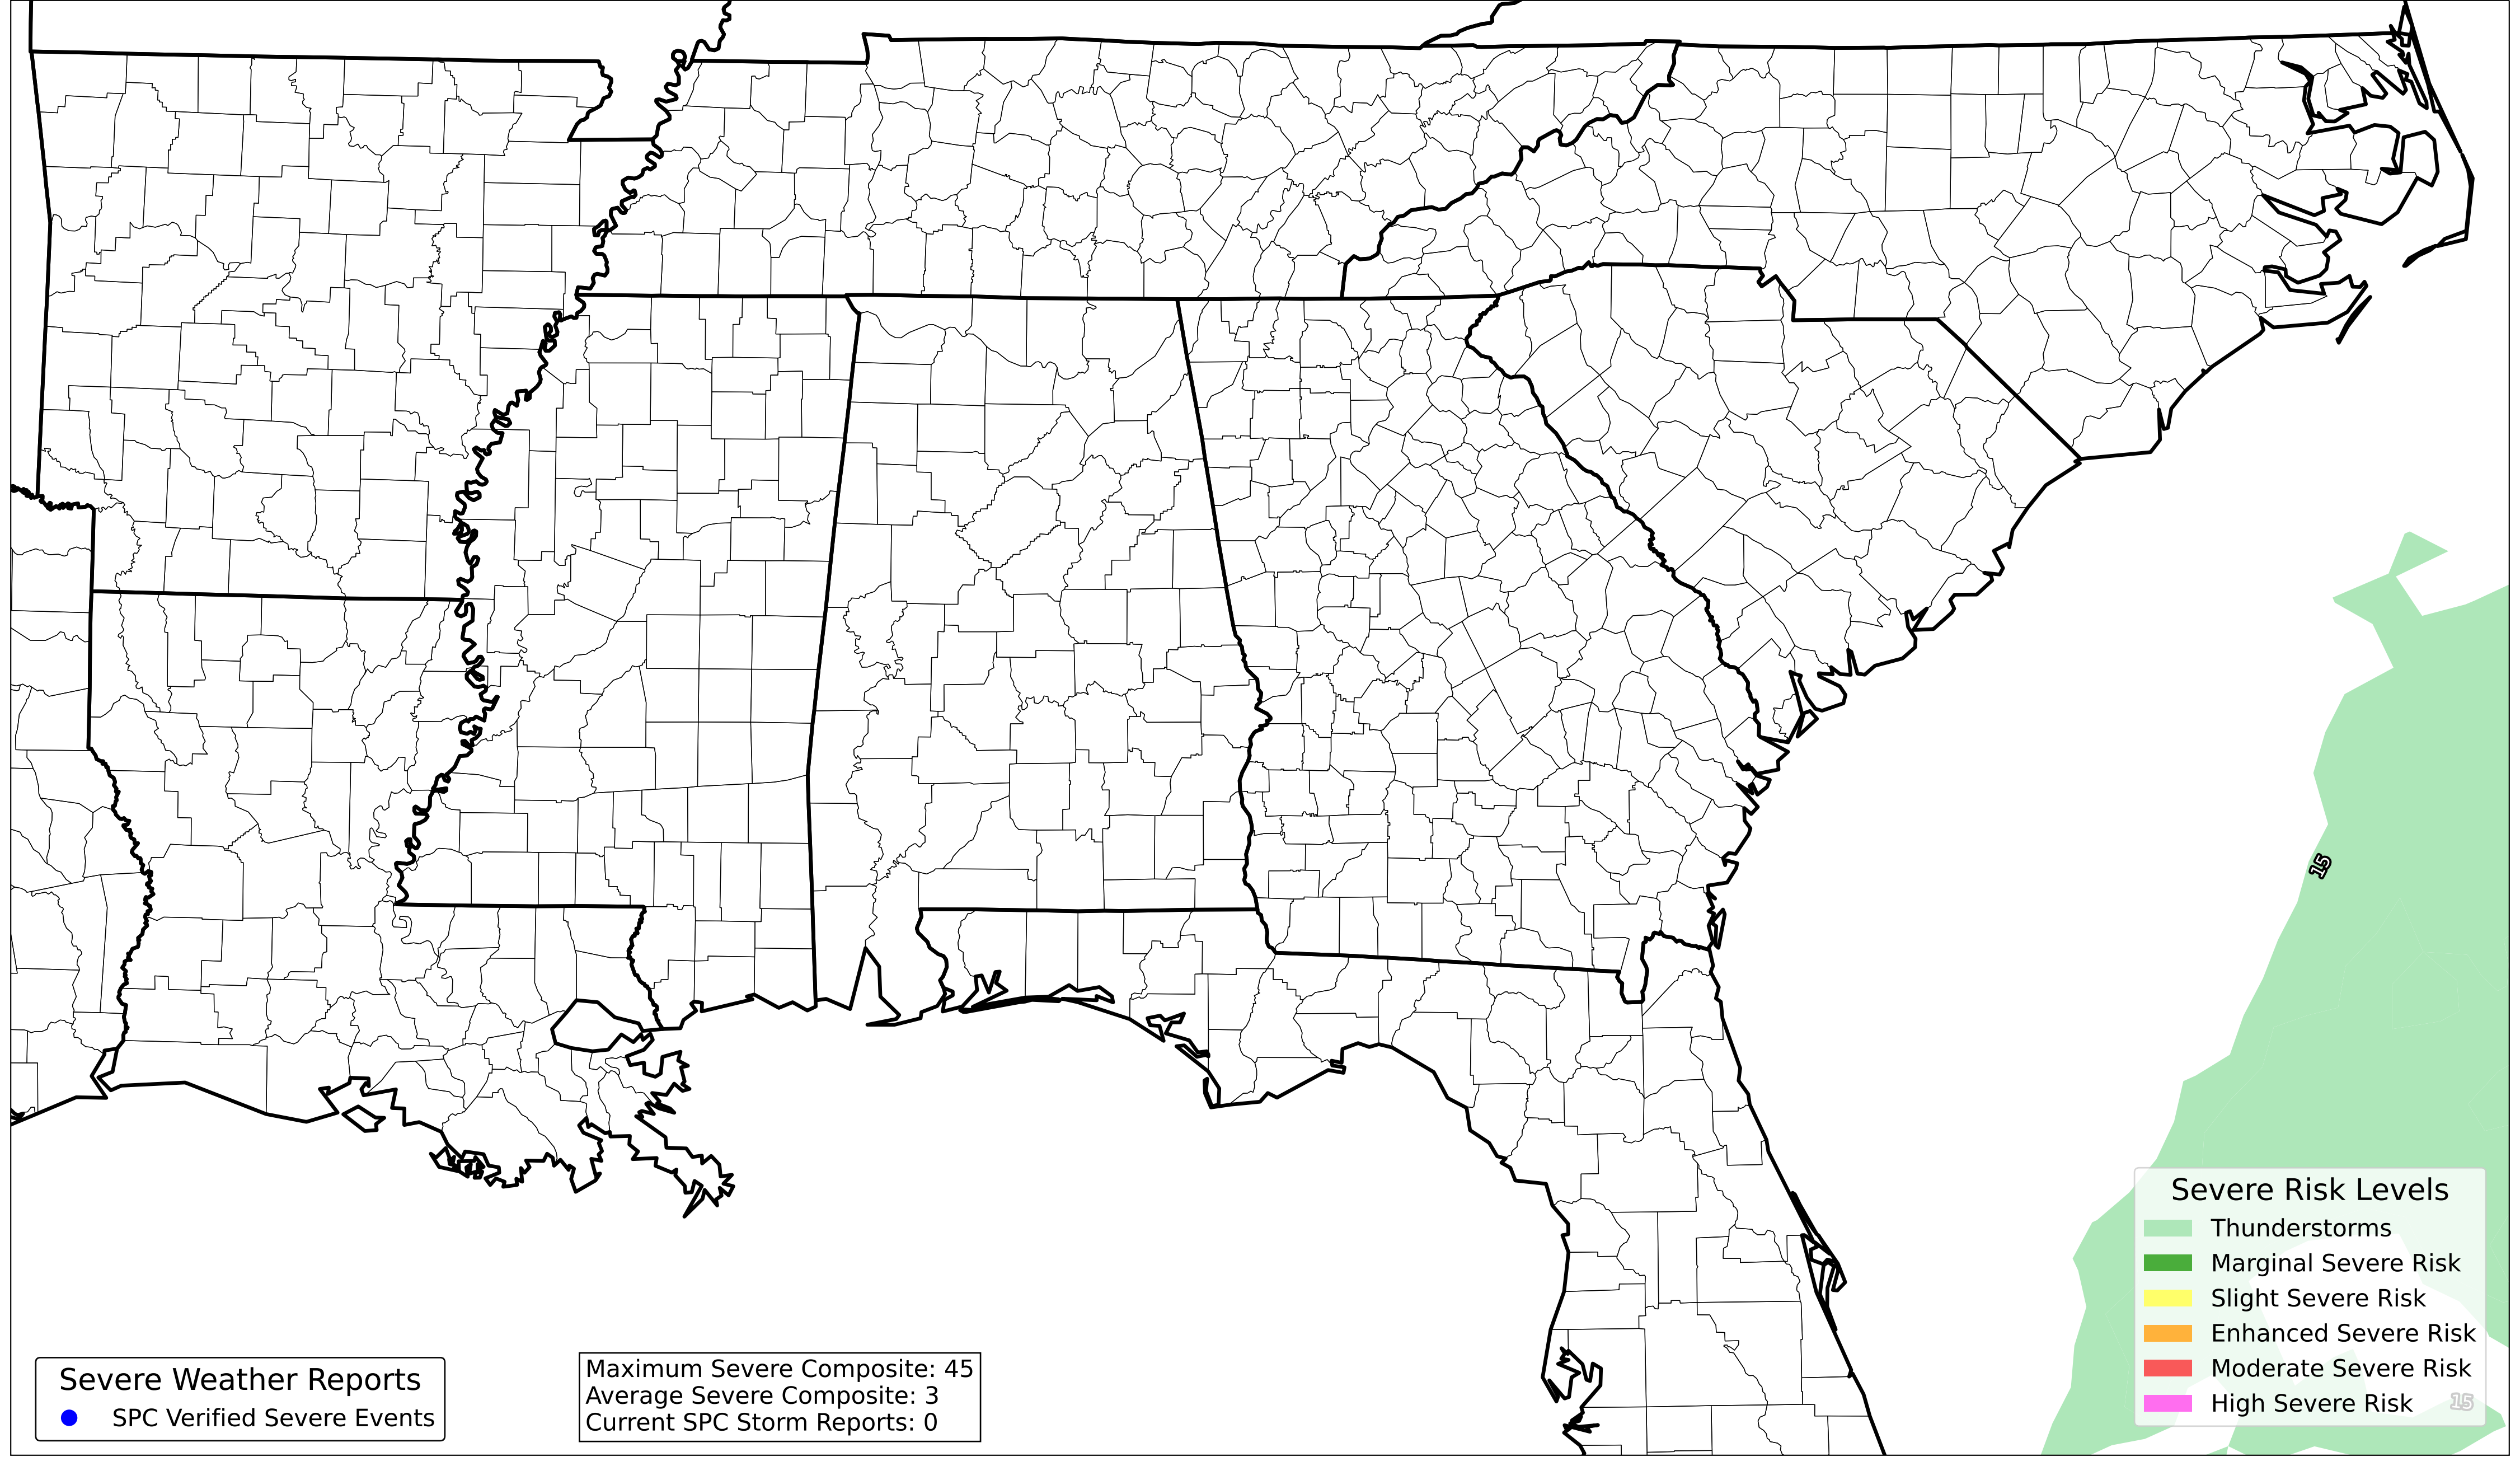 15
Severe Risk Levels
Thunderstorms
Marginal Severe Risk
Slight Severe Risk
Enhanced Severe Risk
Moderate Severe Risk
High Severe Risk
15
Severe Weather Reports
SPC Verified Severe Events
Maximum Severe Composite: 45
Average Severe Composite: 3
Current SPC Storm Reports: 0